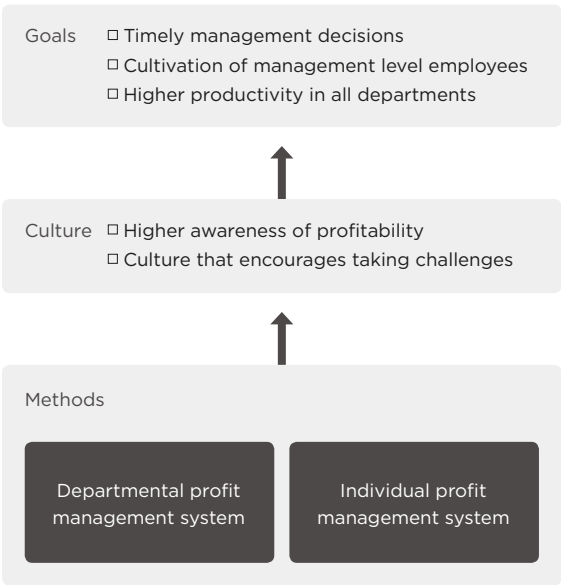 Goals □ Timely management decisions
□ Cultivation of management level employees
□ Higher productivity in all departments
Culture □ Higher awareness of profitability
□ Culture that encourages taking challenges
Methods
Departmental profit
management system
Individual profit
management system